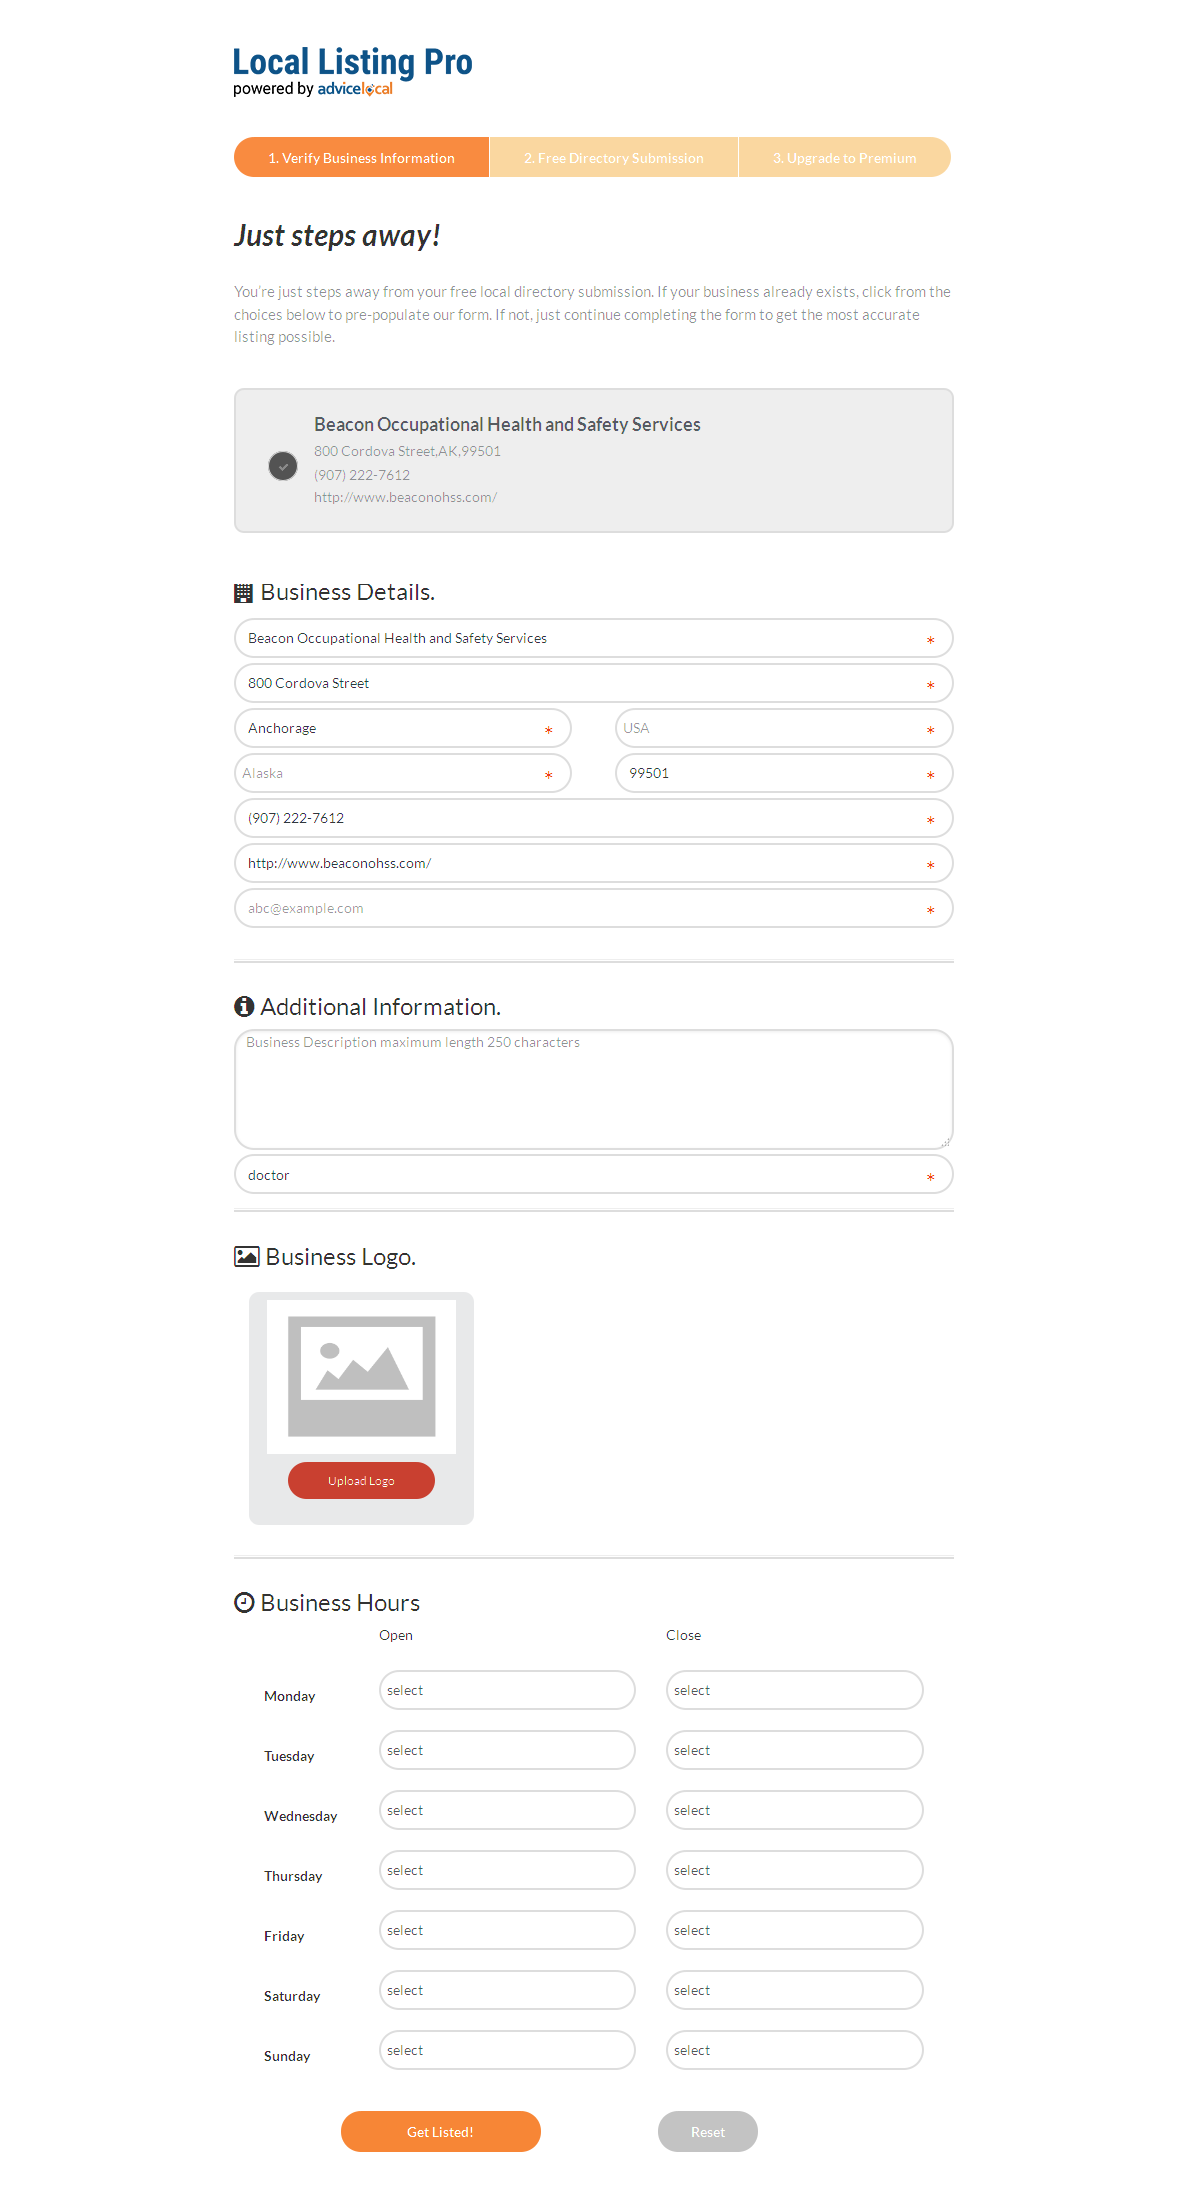 Local Listing Pro
powered by advicelocal
1. Verify Business Information
2. Free Directory Submission
3. Upgrade to Premium
Just steps away!
You're just steps away from your free local directory submission. If your business already exists, click from the
choices below to pre-populate our form. If not, just continue completing the form to get the most accurate
listing possible.
Beacon Occupational Health and Safety Services
800 Cordova Street,AK,99501
(907) 222-7612
http://www.beaconohss.com/
Business Details.
Beacon Occupational Health and Safety Services *
800 Cordova Street *
Anchorage * USA *
Alaska * 99501 *
(907) 222-7612 *
http://www.beaconohss.com/ *
abc@example.com *
Additional Information.
Business Description maximum length 250 characters
doctor *
Business Logo.
Upload Logo
Business Hours
Open Close
Monday select select
Tuesday select select
Wednesday select select
Thursday select select
Friday select select
Saturday select select
Sunday select select
Get Listed! Reset